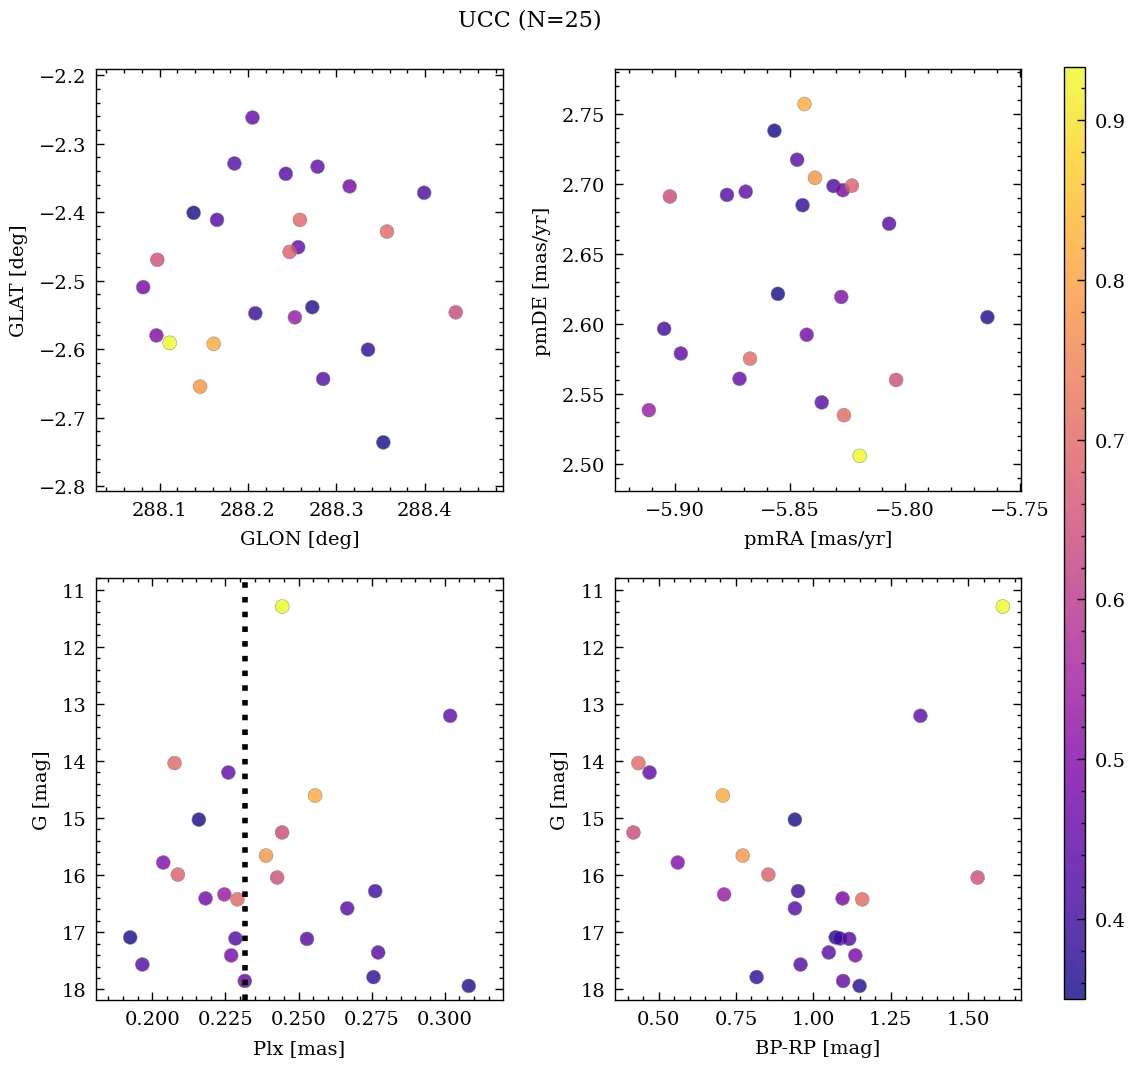 UCC (N=25)
−2.2
−2.3
−2.4
−2.5
−2.6
−2.7
−2.8
GLAT [deg]
288.1 288.2 288.3 288.4
GLON [deg]
2.75
2.70
2.65
2.60
2.55
2.50
pmDE [mas/yr]
−5.90 −5.85 −5.80 −5.75
pmRA [mas/yr]
11
12
13
14
15
16
17
18
G [mag]
0.200 0.225 0.250 0.275 0.300
Plx [mas]
11
12
13
14
15
16
17
18
G [mag]
0.50 0.75 1.00 1.25 1.50
BP-RP [mag]
0.9
0.8
0.7
0.6
0.5
0.4